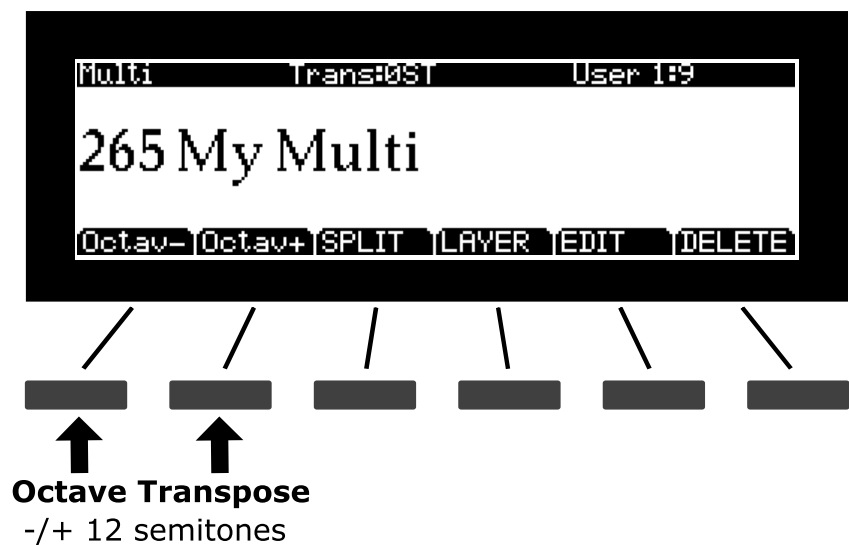 Multi Trans:0ST User 1:9
265 My Multi
Octav- Octav+ SPLIT LAYER EDIT DELETE
Octave Transpose
-/+ 12 semitones